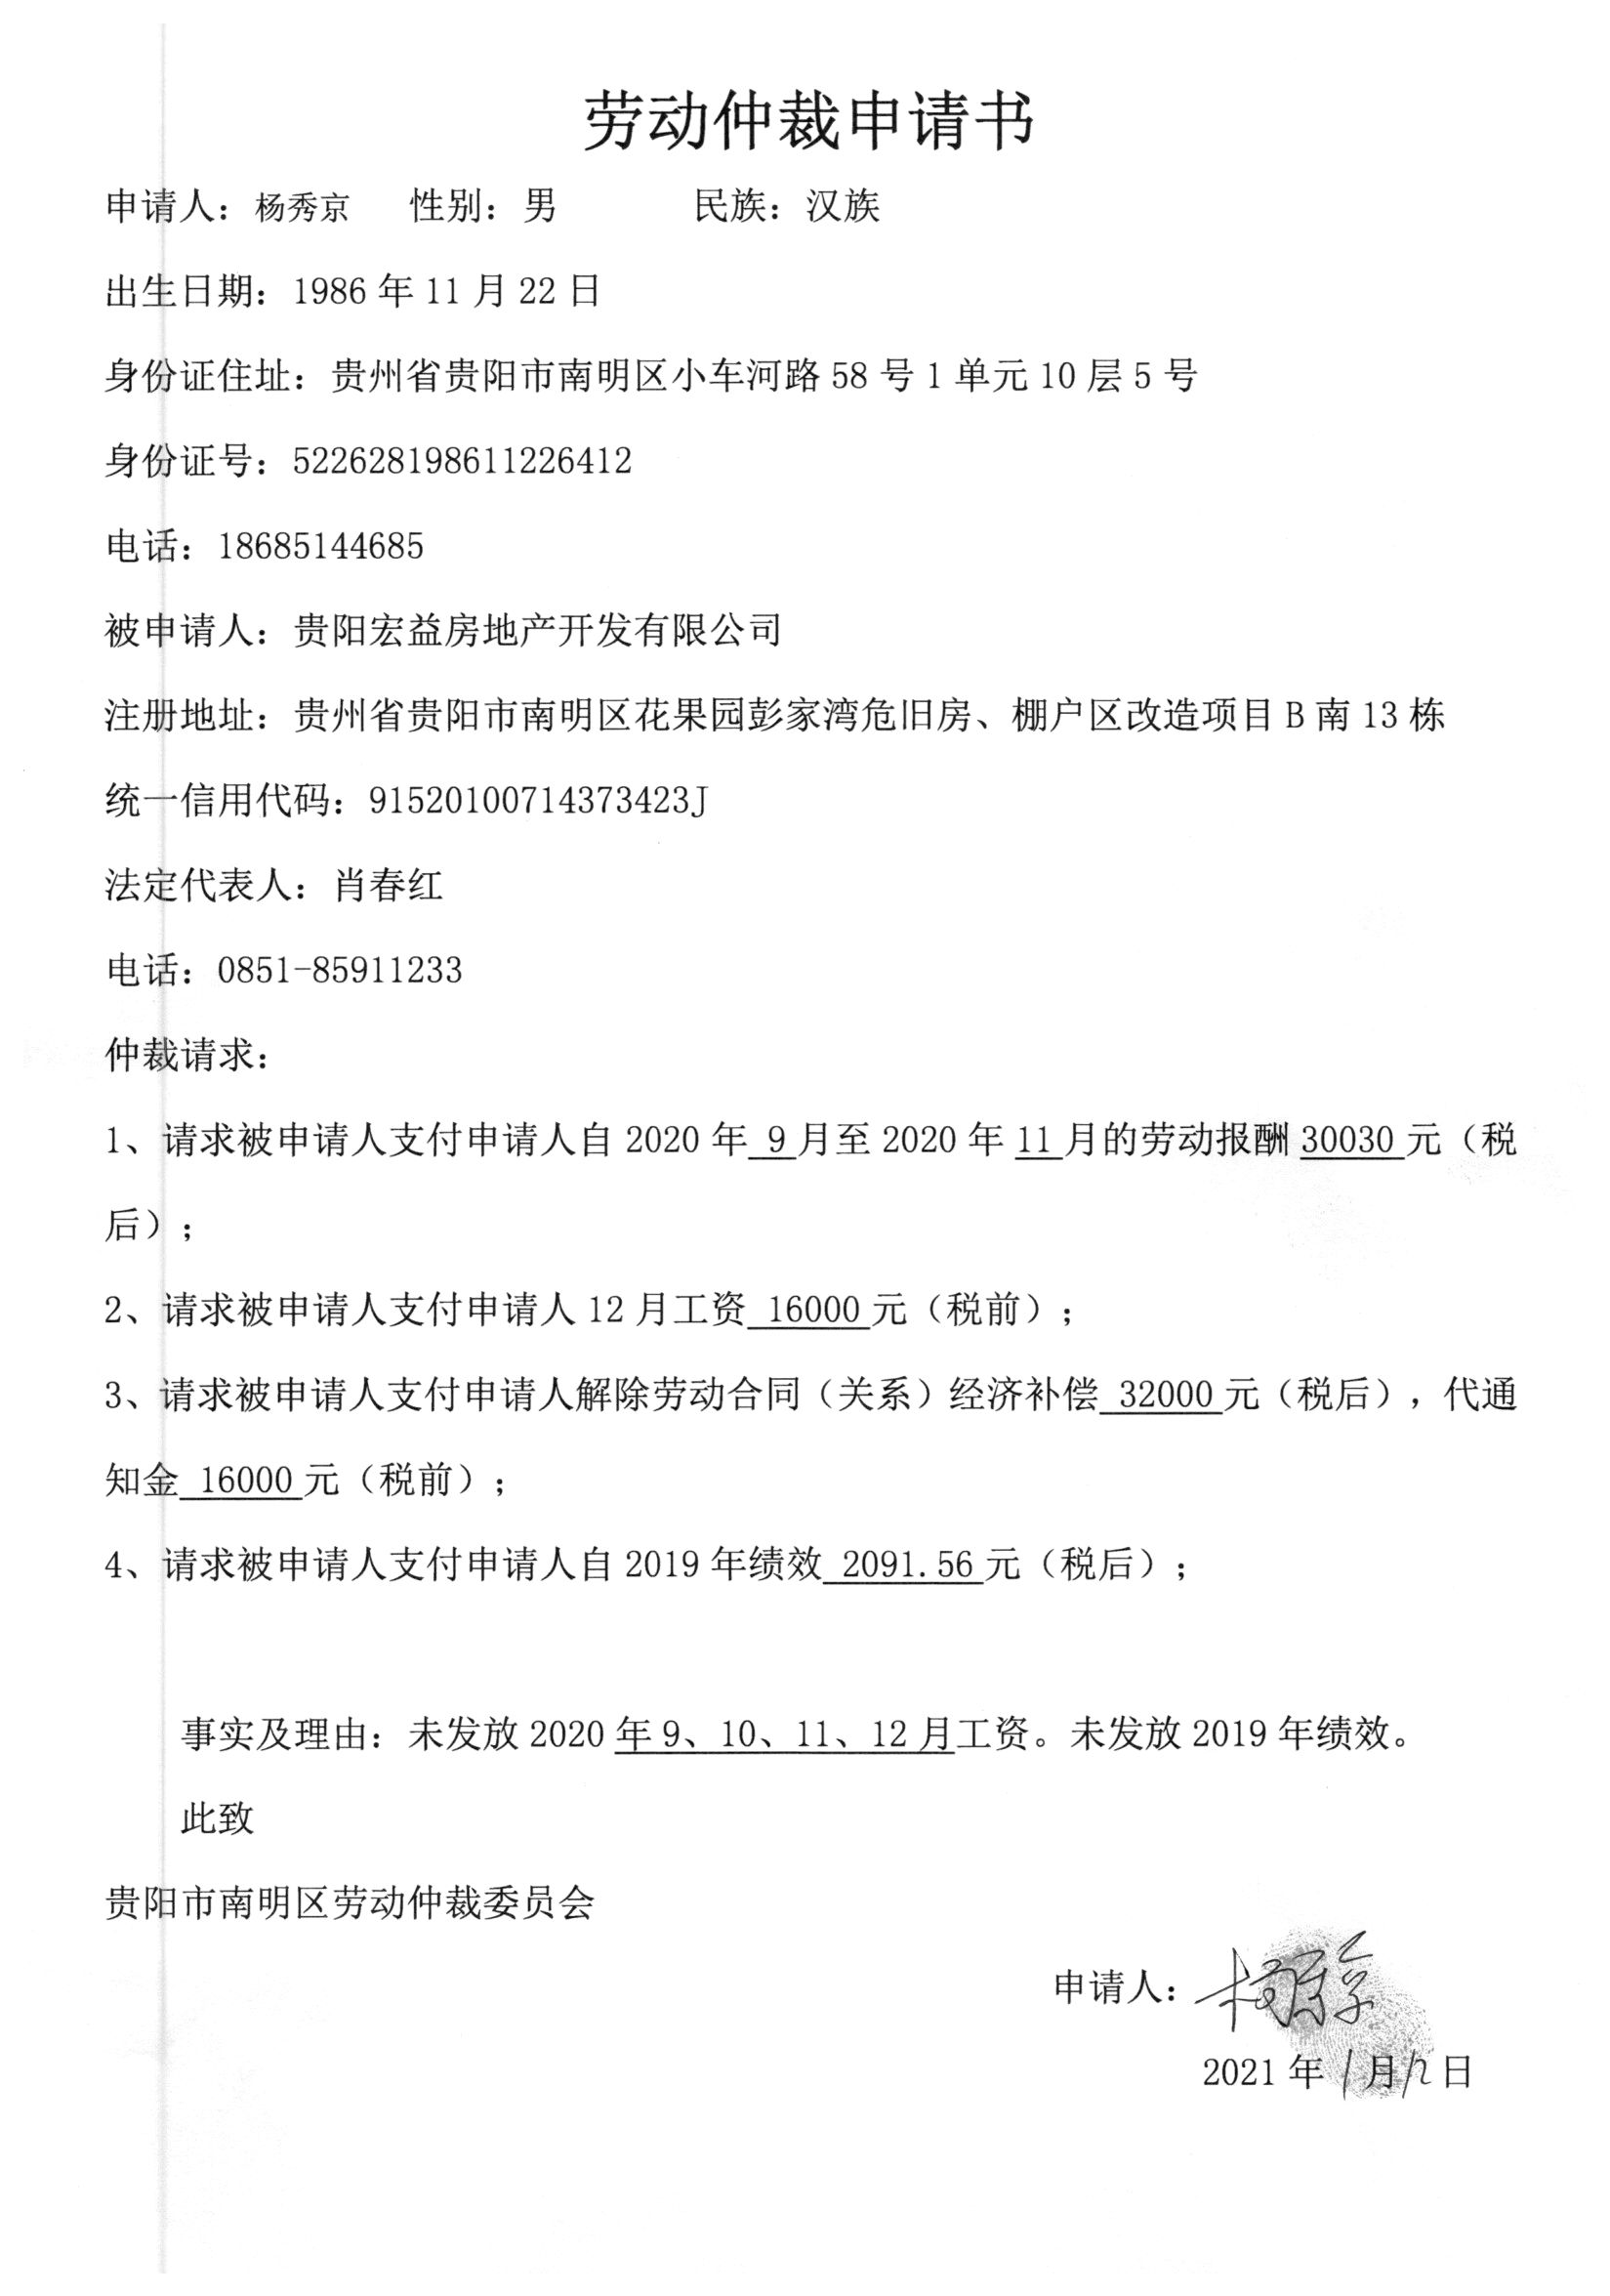 劳动仲裁申请书
申请人：杨秀京 性别：男 民族：汉族
出生日期：1986 年 11 月 22 日
身份证住址：贵州省贵阳市南明区小车河路 58 号 1 单元 10 层 5 号
身份证号：522628198611226412
电话：18685144685
被申请人：贵阳宏益房地产开发有限公司
注册地址：贵州省贵阳市南明区花果园彭家湾危旧房、棚户区改造项目 B 南 13 栋
统一信用代码：91520100714373423J
法定代表人：肖春红
电话：0851-85911233
仲裁请求：
1、请求被申请人支付申请人自 2020 年 9 月至 2020 年 11 月的劳动报酬 30030 元（税
后）；
2、请求被申请人支付申请人 12 月工资 16000 元（税前）；
3、请求被申请人支付申请人解除劳动合同（关系）经济补偿 32000 元（税后），代通
知金 16000 元（税前）；
4、请求被申请人支付申请人自 2019 年绩效 2091.56 元（税后）；
事实及理由：未发放 2020 年 9、10、11、12 月工资。未发放 2019 年绩效。
此致
贵阳市南明区劳动仲裁委员会
申请人：杨秀京
2021 年 1 月 12 日